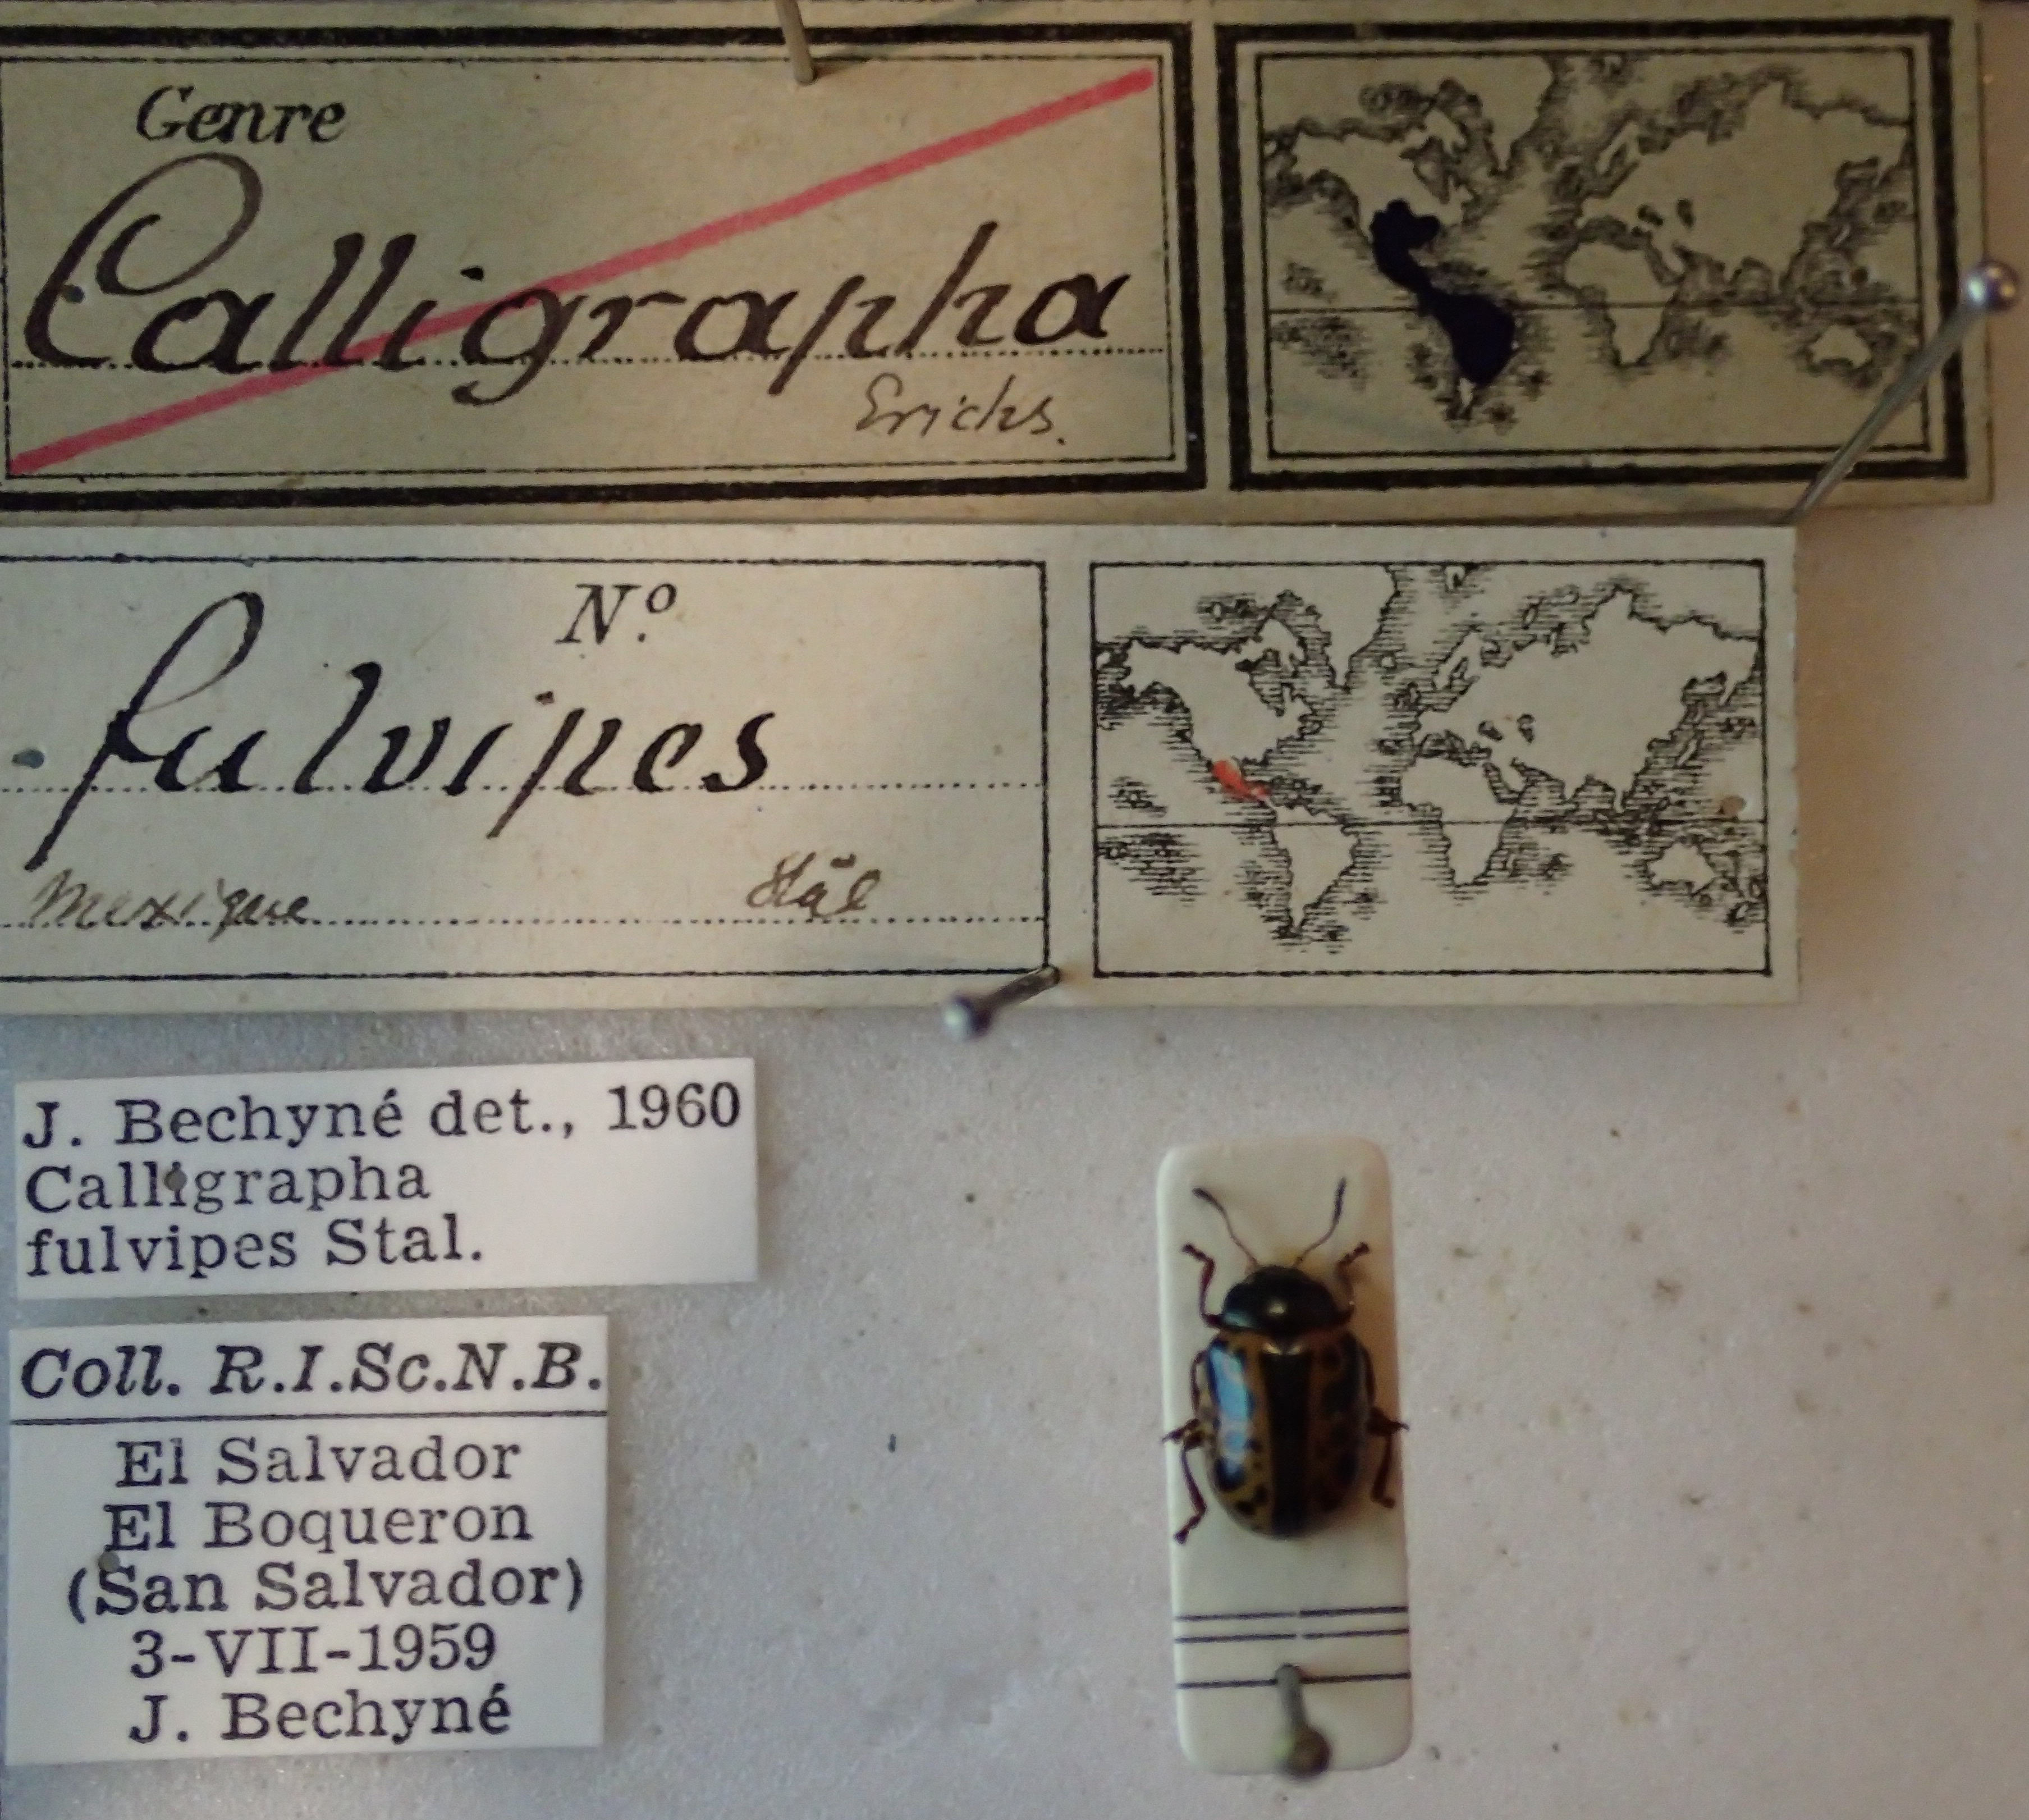 Genre
Calligrapha
Erichs.
N.º
fulvipes
Mexique Stål
J. Bechyné det., 1960
Calligrapha
fulvipes Stal.
Coll. R.I.Sc.N.B.
El Salvador
El Boqueron
(San Salvador)
3-VII-1959
J. Bechyné